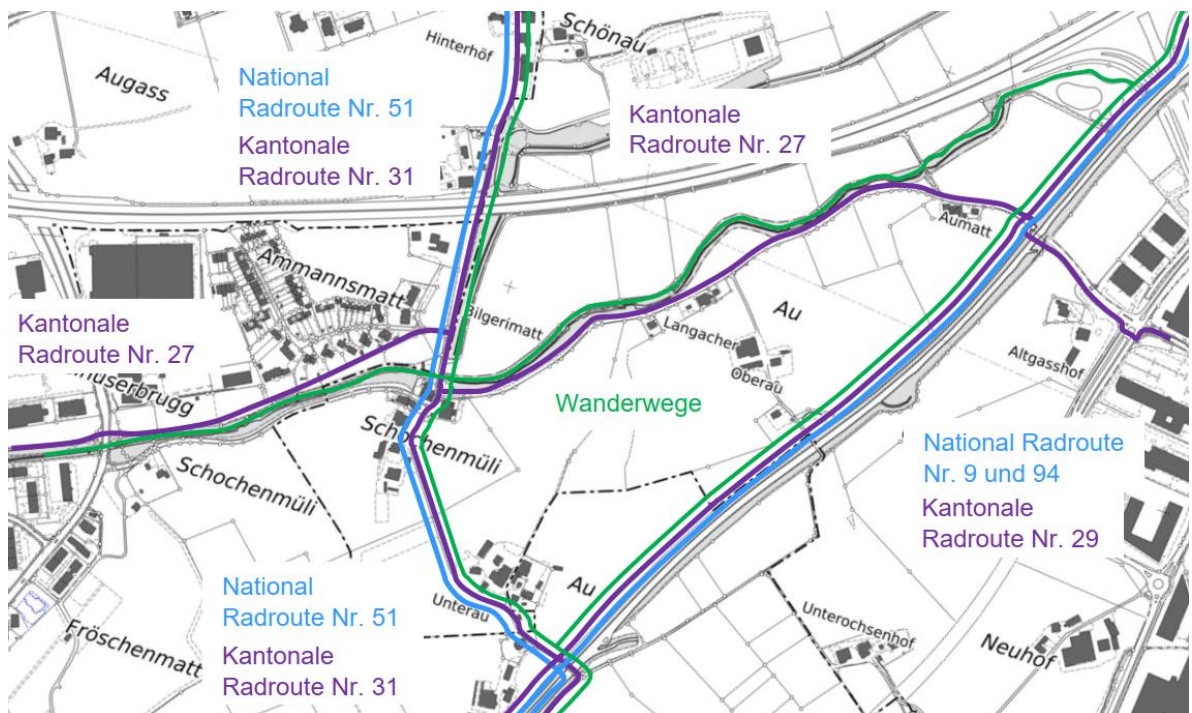 Hinterhöf
Schönau
Augass
National
Radroute Nr. 51
Kantonale
Radroute Nr. 31
Kantonale
Radroute Nr. 27
Aumatt
Ammannsmatt
Bilgerimatt
Langacher
Au
Oberau
Altgasshof
Kantonale
Radroute Nr. 27
Wanderwege
Schochenmüli
Schochenmüli
National Radroute
Nr. 9 und 94
Kantonale
Radroute Nr. 29
National
Radroute Nr. 51
Kantonale
Radroute Nr. 31
Unterau
Au
Unterochsenhof
Neuhof
Fröschenmatt